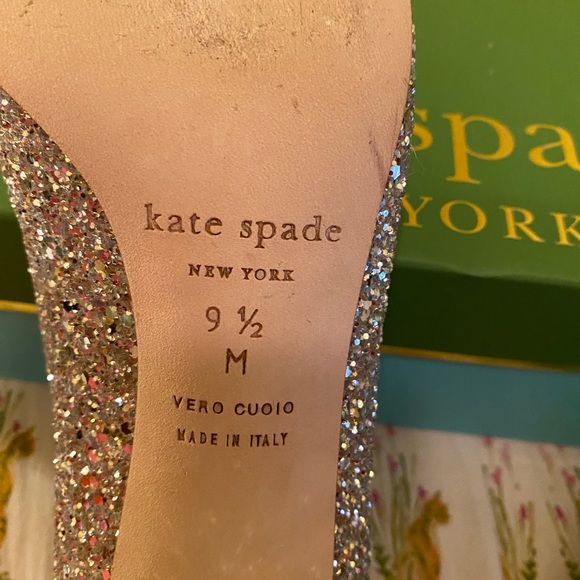 kate spade
NEW YORK
9 ½
M
VERO CUOIO
MADE IN ITALY
spa
YORK